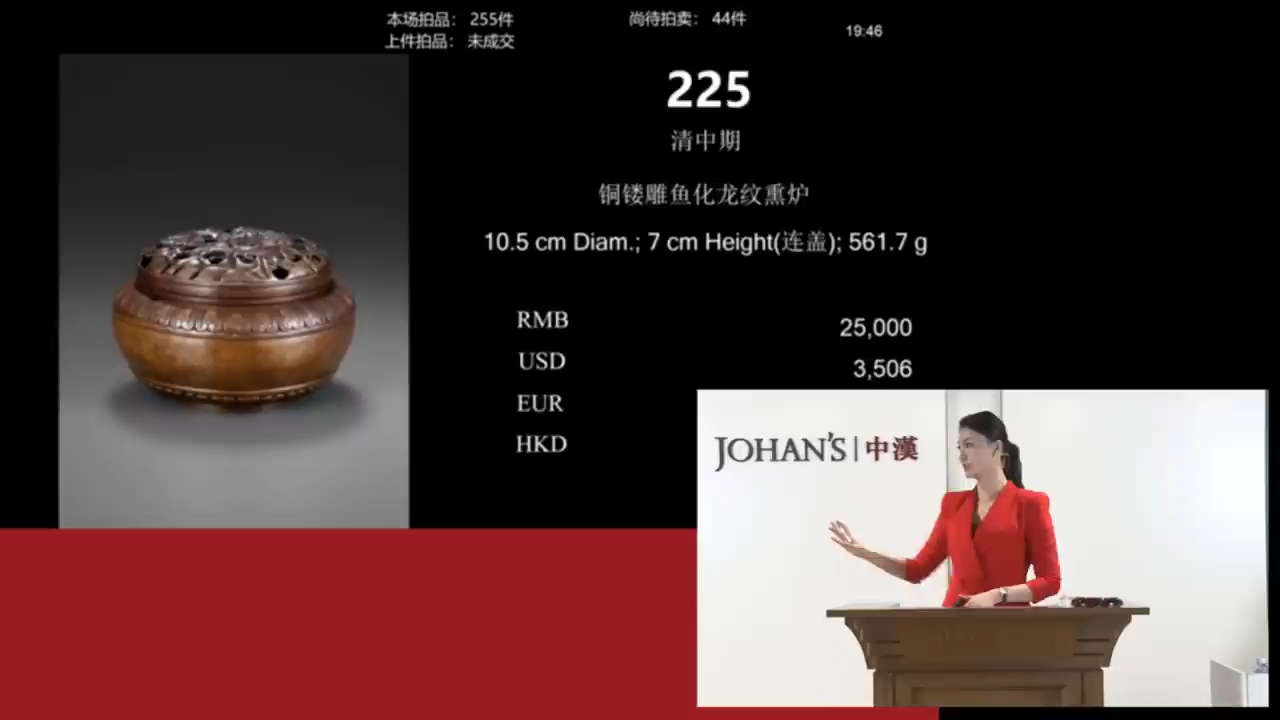 本场拍品： 255件
尚待拍卖： 44件
上件拍品： 未成交
19:46
225
清中期
铜镂雕鱼化龙纹熏炉
10.5 cm Diam.; 7 cm Height(连盖); 561.7 g
RMB 25,000
USD 3,506
EUR
HKD
JOHAN'S|中漢